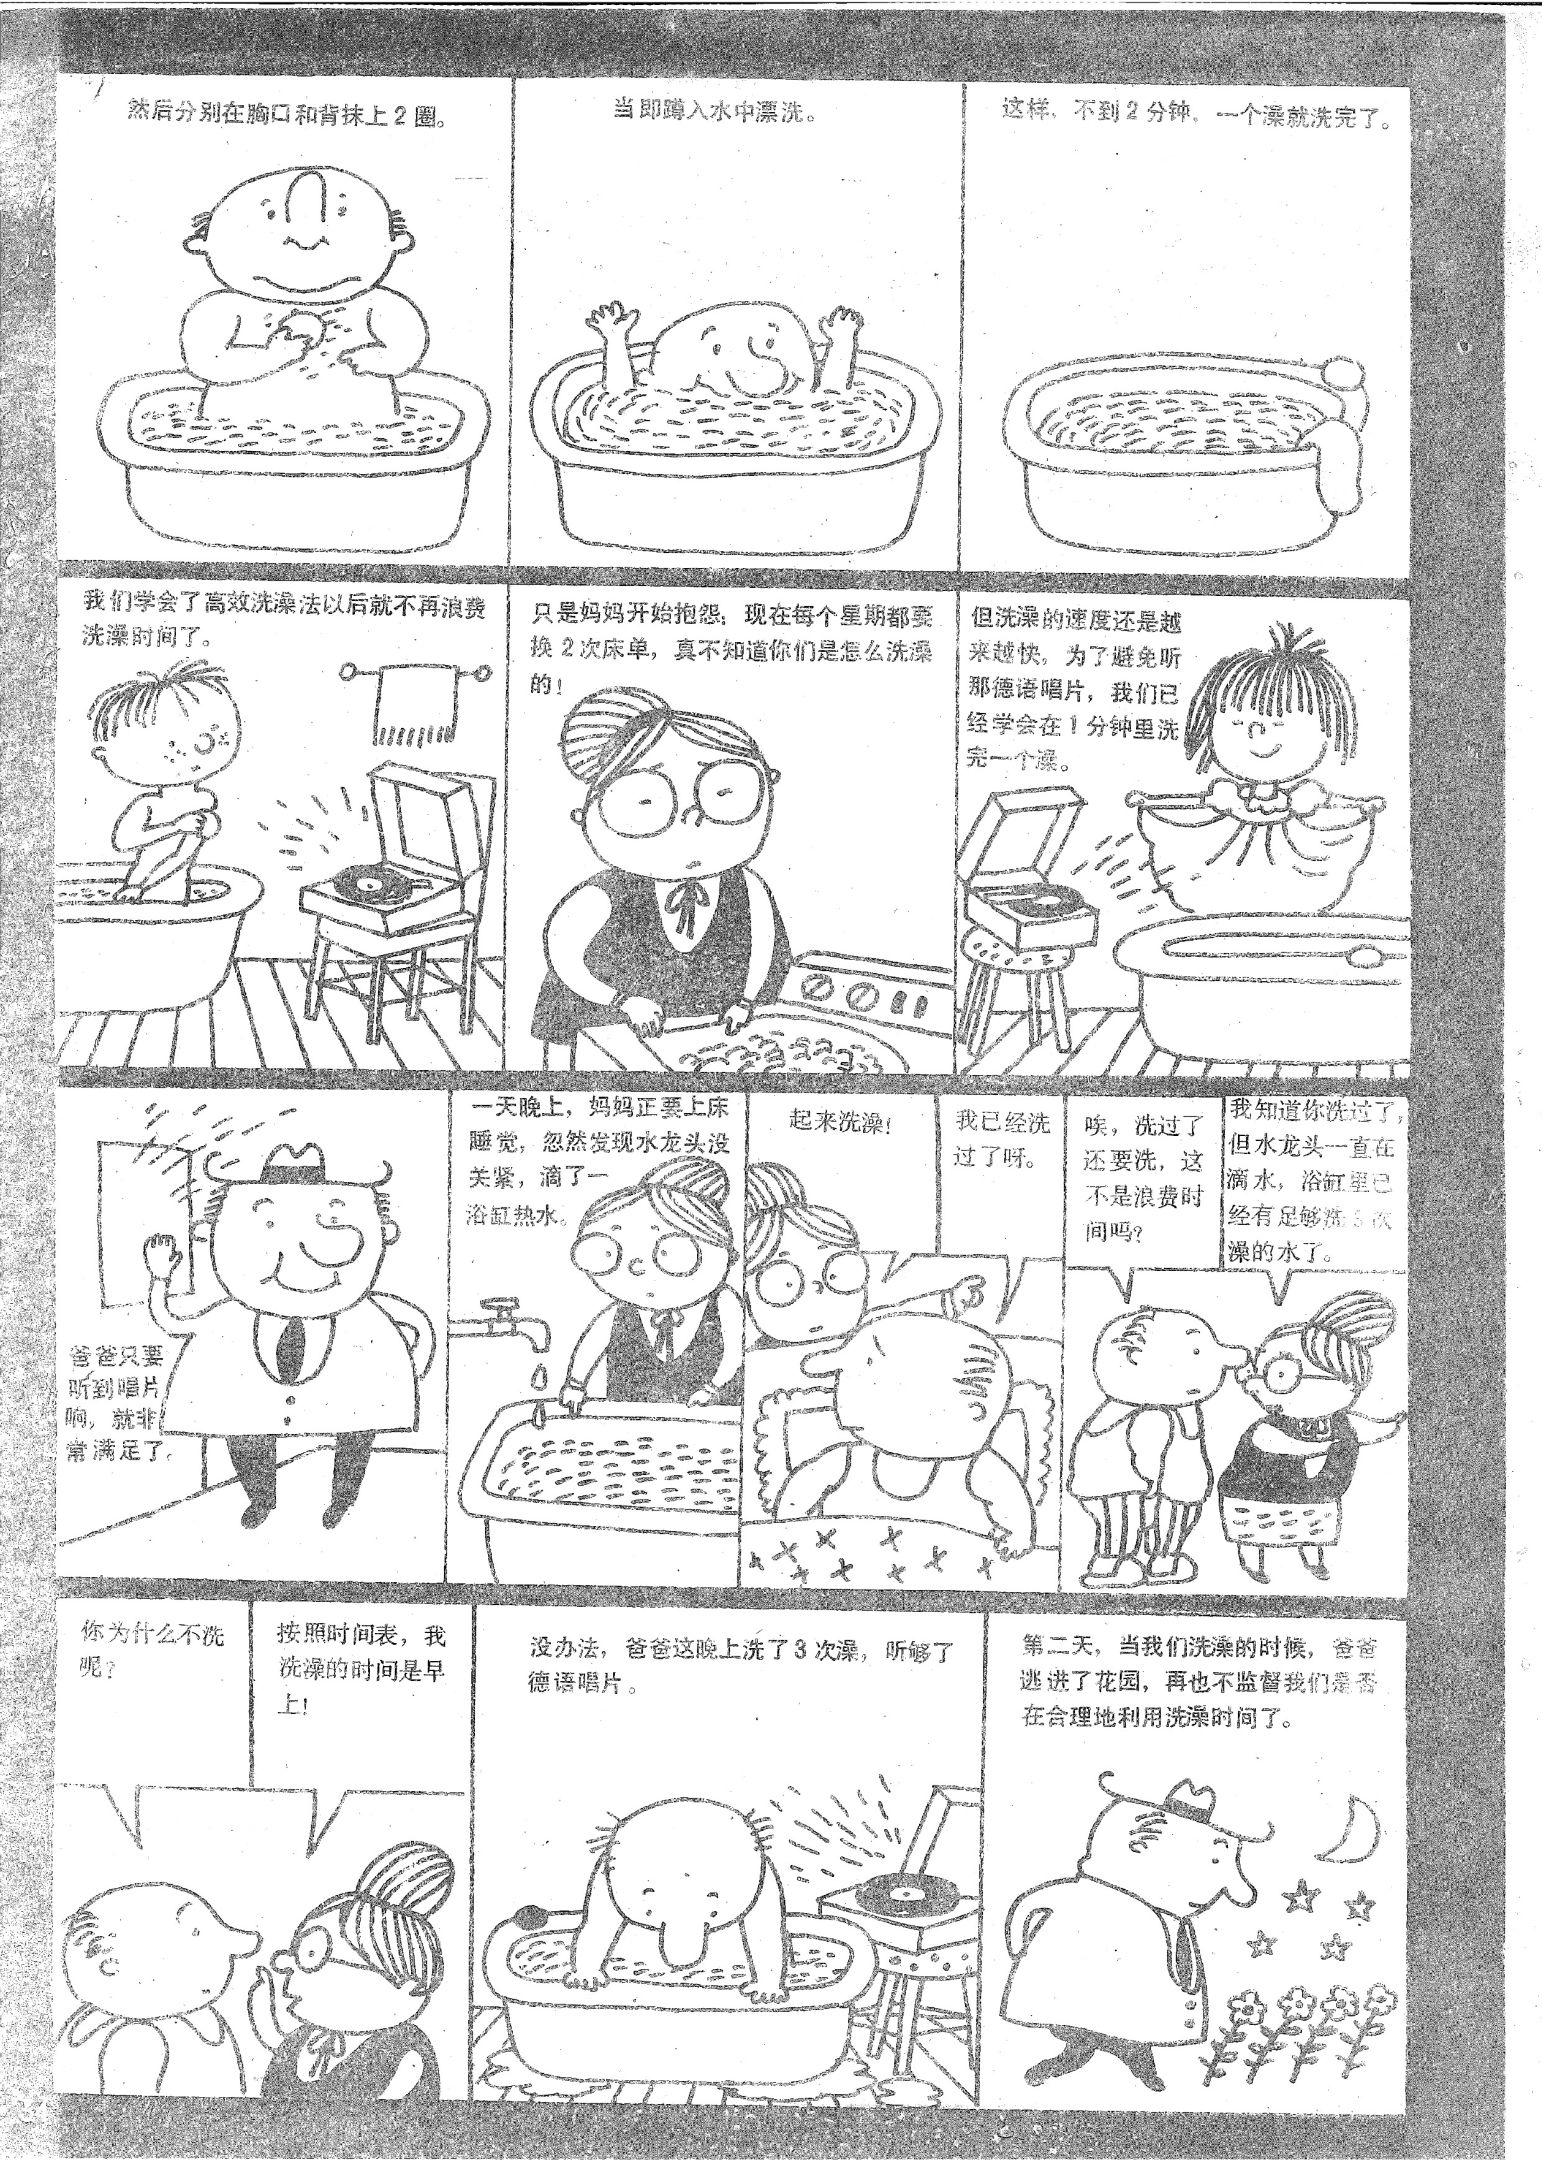 然后分别在胸口和背抹上2圈。
当即蹲入水中漂洗。
这样，不到2分钟，一个澡就洗完了。
我们学会了高效洗澡法以后就不再浪费
洗澡时间了。
只是妈妈开始抱怨：现在每个星期都要
换2次床单，真不知道你们是怎么洗澡
的！
但洗澡的速度还是越
来越快，为了避免听
那德语唱片，我们已
经学会在1分钟里洗
完一个澡。
爸爸只要
听到唱片
响，就非
常满足了。
一天晚上，妈妈正要上床
睡觉，忽然发现水龙头没
关紧，滴了一
浴缸热水。
起来洗澡！
我已经洗
过了呀。
唉，洗过了
还要洗，这
不是浪费时
间吗？
我知道你洗过了，
但水龙头一直在
滴水，浴缸里已
经有足够洗3次
澡的水了。
你为什么不洗
呢？
按照时间表，我
洗澡的时间是早
上！
没办法，爸爸这晚上洗了3次澡，听够了
德语唱片。
第二天，当我们洗澡的时候，爸爸
逃进了花园，再也不监督我们是否
在合理地利用洗澡时间了。